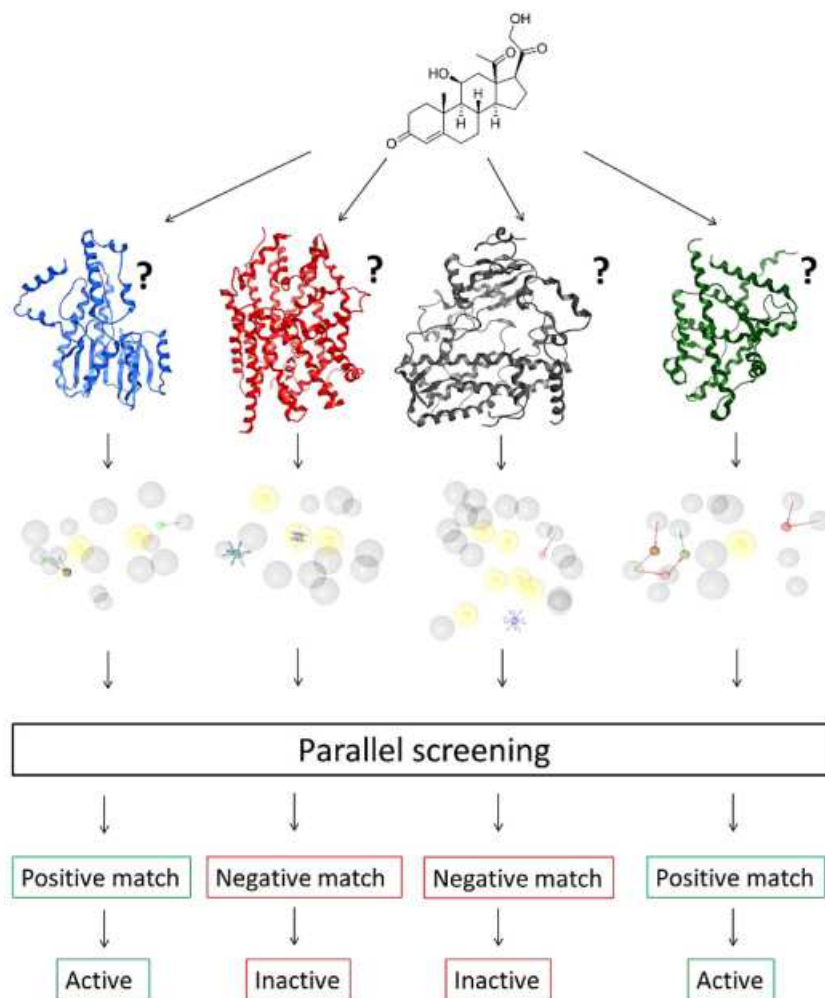 OH
O
O
HO
H
H
H
H
O
?
?
?
?
Parallel screening
Positive match
Negative match
Negative match
Positive match
Active
Inactive
Inactive
Active